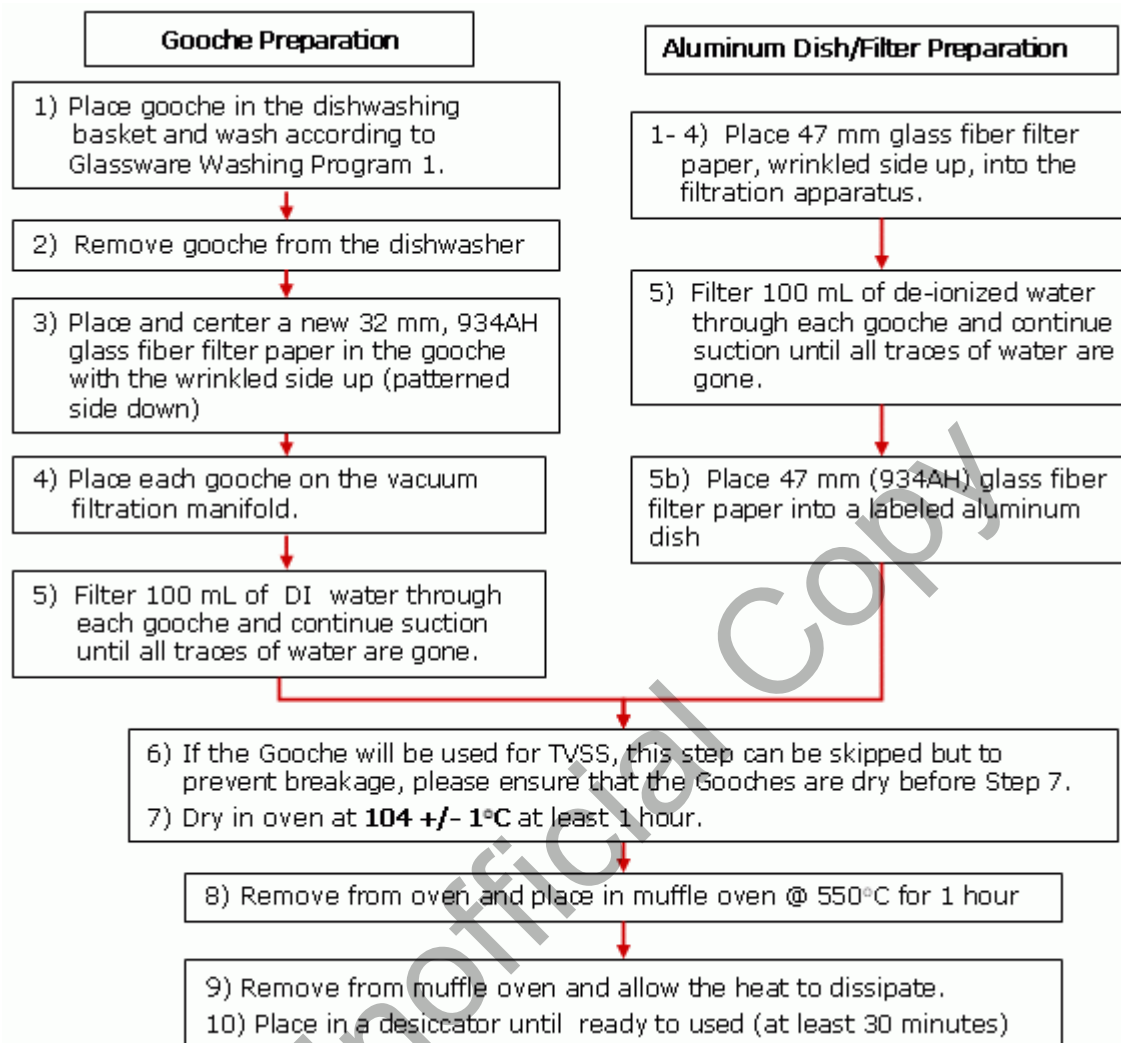 Gooche Preparation
1) Place gooche in the dishwashing
basket and wash according to
Glassware Washing Program 1.
2) Remove gooche from the dishwasher
3) Place and center a new 32 mm, 934AH
glass fiber filter paper in the gooche
with the wrinkled side up (patterned
side down)
4) Place each gooche on the vacuum
filtration manifold.
5) Filter 100 mL of DI water through
each gooche and continue suction
until all traces of water are gone.
Aluminum Dish/Filter Preparation
1- 4) Place 47 mm glass fiber filter
paper, wrinkled side up, into the
filtration apparatus.
5) Filter 100 mL of de-ionized water
through each gooche and continue
suction until all traces of water are
gone.
5b) Place 47 mm (934AH) glass fiber
filter paper into a labeled aluminum
dish
6) If the Gooche will be used for TVSS, this step can be skipped but to
prevent breakage, please ensure that the Gooches are dry before Step 7.
7) Dry in oven at 104 +/- 1°C at least 1 hour.
8) Remove from oven and place in muffle oven @ 550°C for 1 hour
9) Remove from muffle oven and allow the heat to dissipate.
10) Place in a desiccator until ready to used (at least 30 minutes)
nofficial Copy